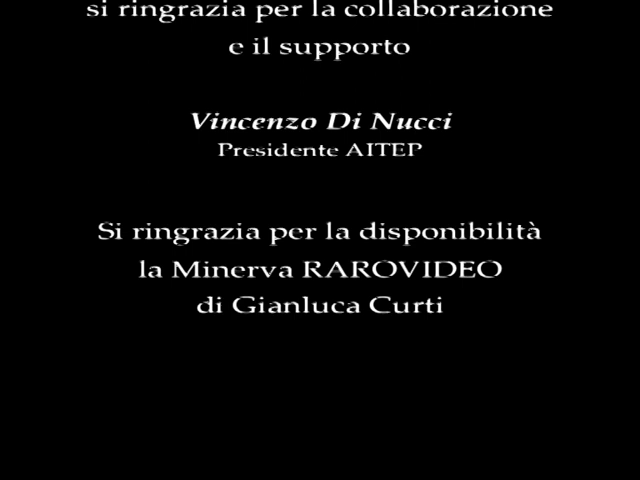 si ringrazia per la collaborazione
e il supporto
Vincenzo Di Nucci
Presidente AITEP
Si ringrazia per la disponibilità
la Minerva RAROVIDEO
di Gianluca Curti